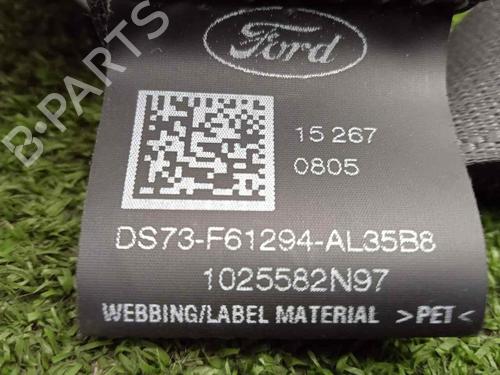 Ford
15 267
0805
DS73-F61294-AL35B8
1025582N97
WEBBING/LABEL MATERIAL >PET<
B-PARTS